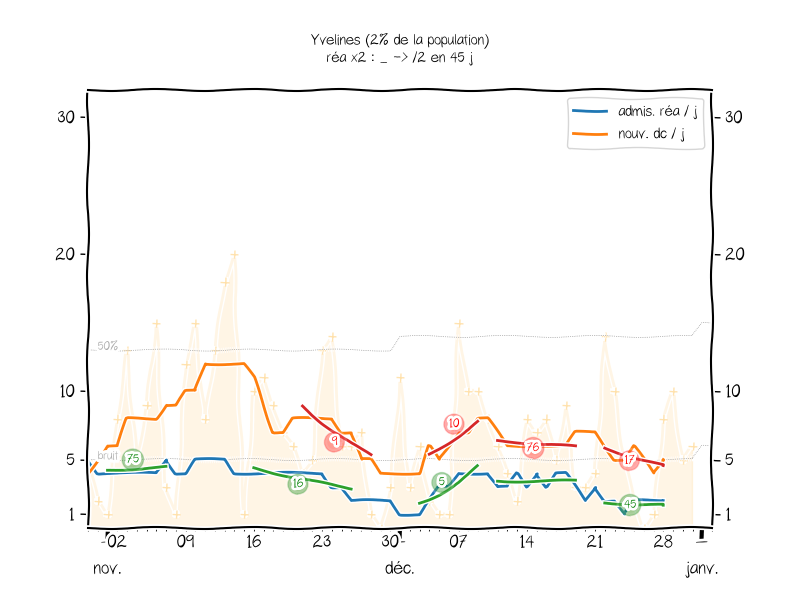 Yvelines (2% de la population)
réa x2 : _ -> /2 en 45 j
admis. réa / j
nouv. dc / j
30 30
20 20
50%
10 10
10
9
76
75
bruit
17
5 5
16
5
45
1 1
02 09 16 23 30 07 14 21 28
nov. déc. janv.